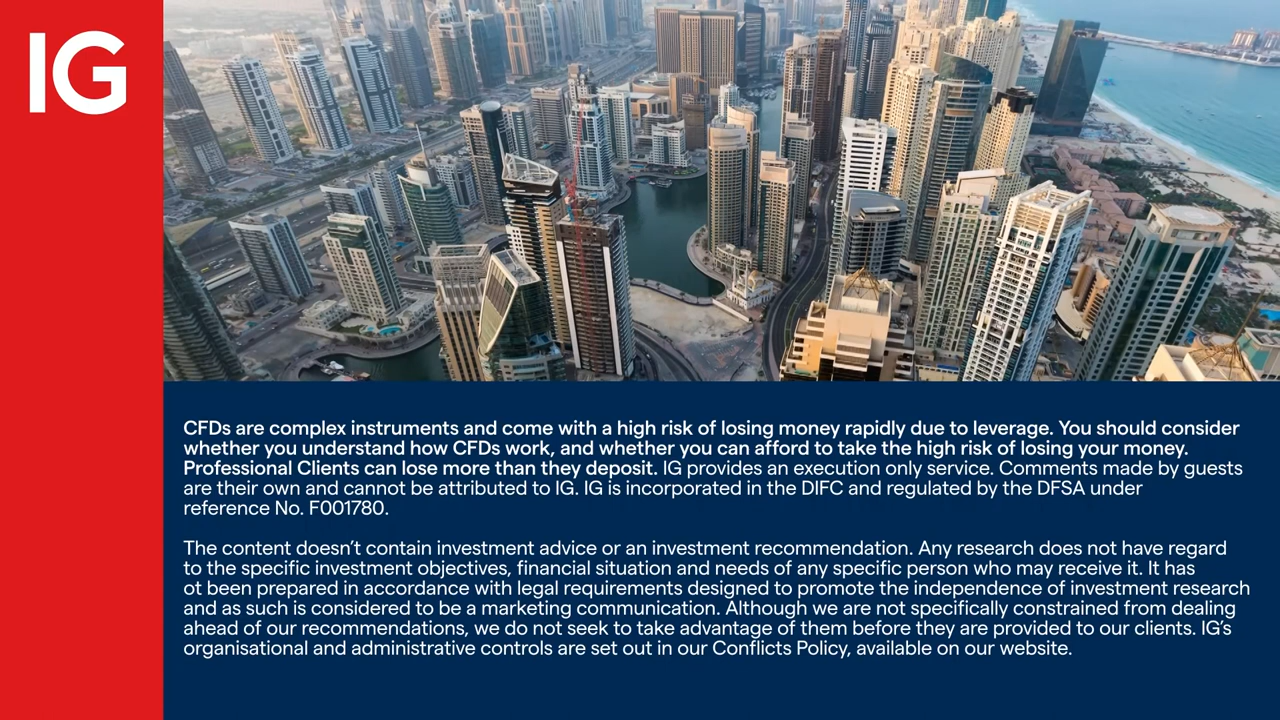 IG
CFDs are complex instruments and come with a high risk of losing money rapidly due to leverage. You should consider
whether you understand how CFDs work, and whether you can afford to take the high risk of losing your money.
Professional Clients can lose more than they deposit. IG provides an execution only service. Comments made by guests
are their own and cannot be attributed to IG. IG is incorporated in the DIFC and regulated by the DFSA under
reference No. F001780.
The content doesn’t contain investment advice or an investment recommendation. Any research does not have regard
to the specific investment objectives, financial situation and needs of any specific person who may receive it. It has
ot been prepared in accordance with legal requirements designed to promote the independence of investment research
and as such is considered to be a marketing communication. Although we are not specifically constrained from dealing
ahead of our recommendations, we do not seek to take advantage of them before they are provided to our clients. IG’s
organisational and administrative controls are set out in our Conflicts Policy, available on our website.